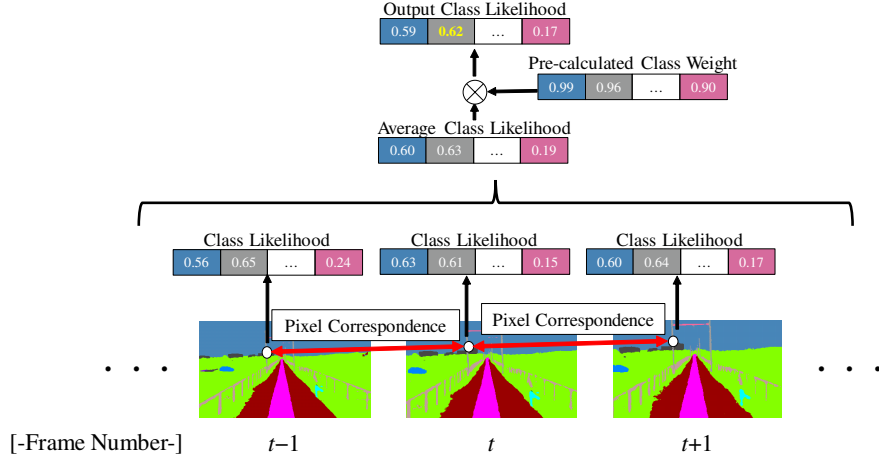 Output Class Likelihood
0.59 0.62 ... 0.17
Pre-calculated Class Weight
0.99 0.96 ... 0.90
Average Class Likelihood
0.60 0.63 ... 0.19
Class Likelihood Class Likelihood Class Likelihood
0.56 0.65 ... 0.24 0.63 0.61 ... 0.15 0.60 0.64 ... 0.17
Pixel Correspondence Pixel Correspondence
. . . . . .
[-Frame Number-] t−1 t t+1